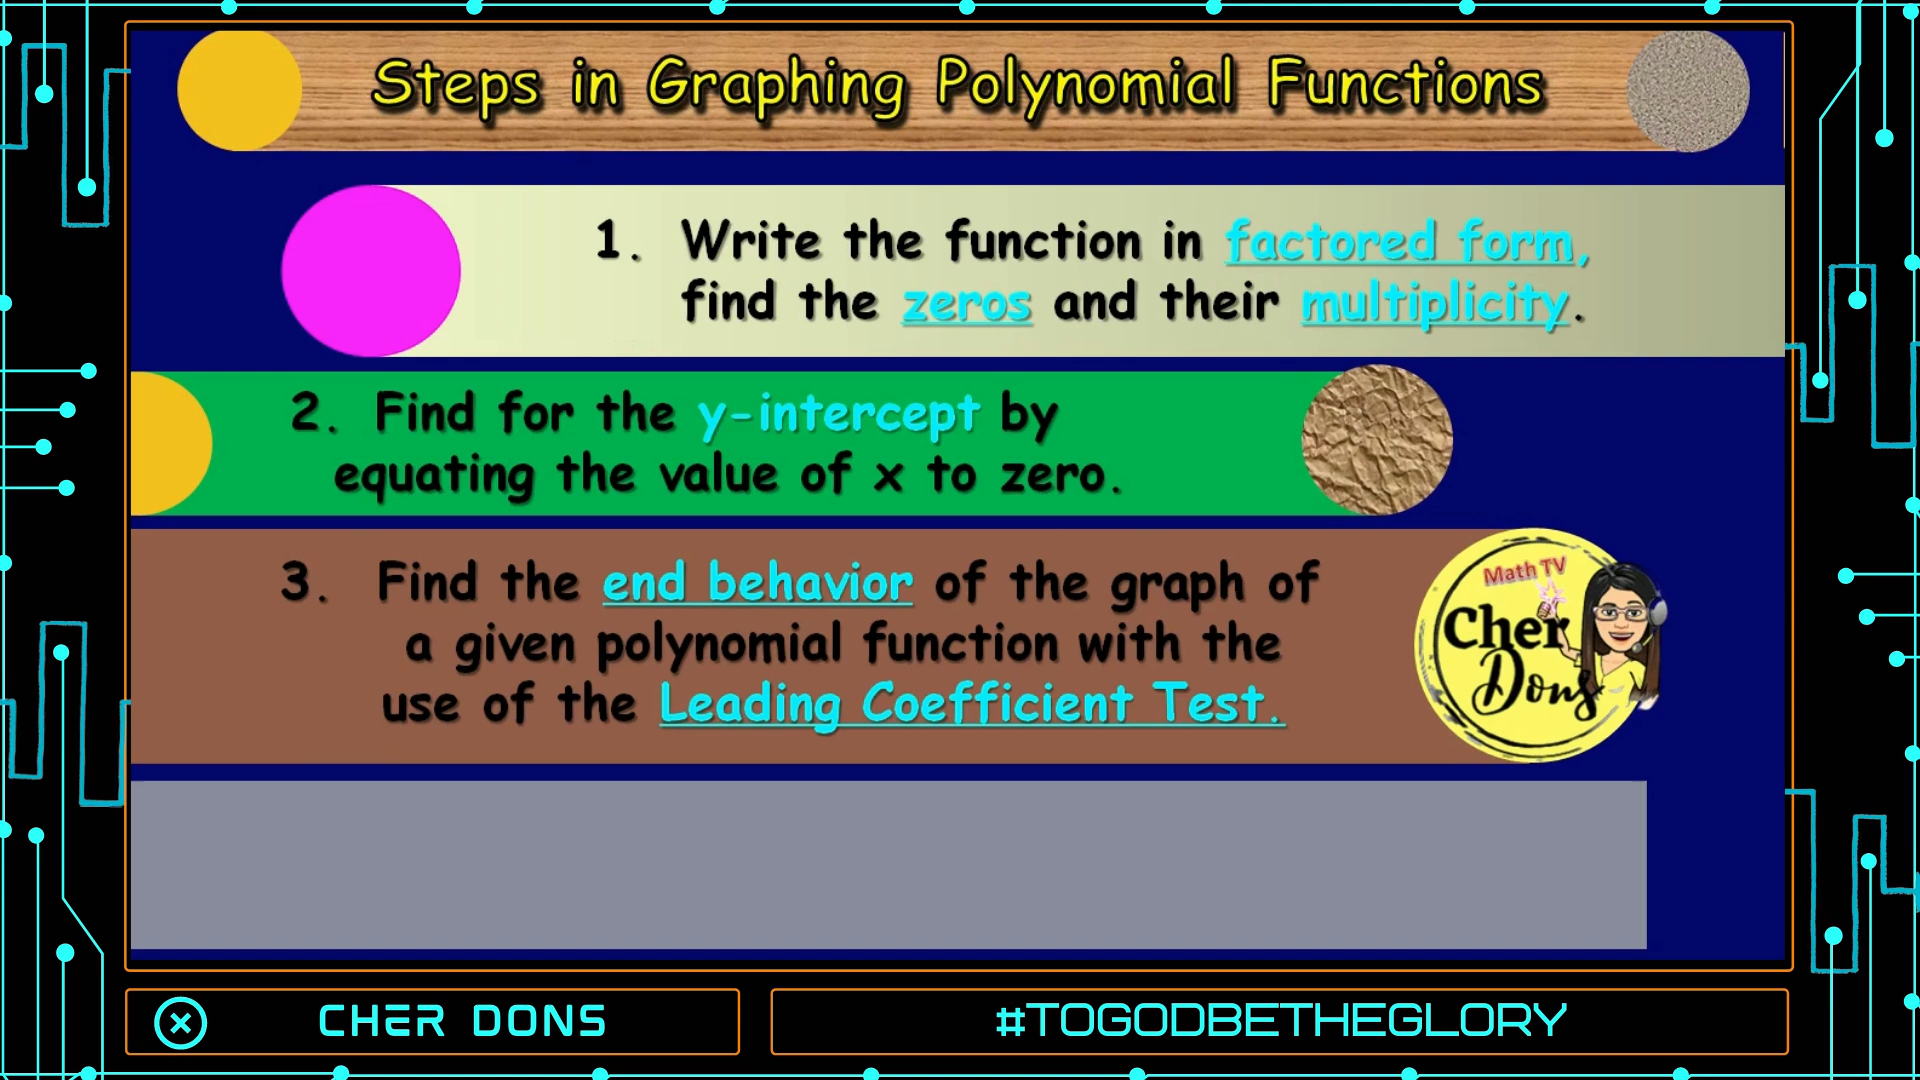 Steps in Graphing Polynomial Functions
1. Write the function in factored form,
find the zeros and their multiplicity.
2. Find for the y-intercept by
equating the value of x to zero.
3. Find the end behavior of the graph of
a given polynomial function with the
use of the Leading Coefficient Test.
Math TV
Cher
Dons
CHER DONS
#TOGODBETHEGLORY